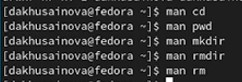 [dakhusainova@fedora ~]$ man cd
[dakhusainova@fedora ~]$ man pwd
[dakhusainova@fedora ~]$ man mkdir
[dakhusainova@fedora ~]$ man rmdir
[dakhusainova@fedora ~]$ man rm